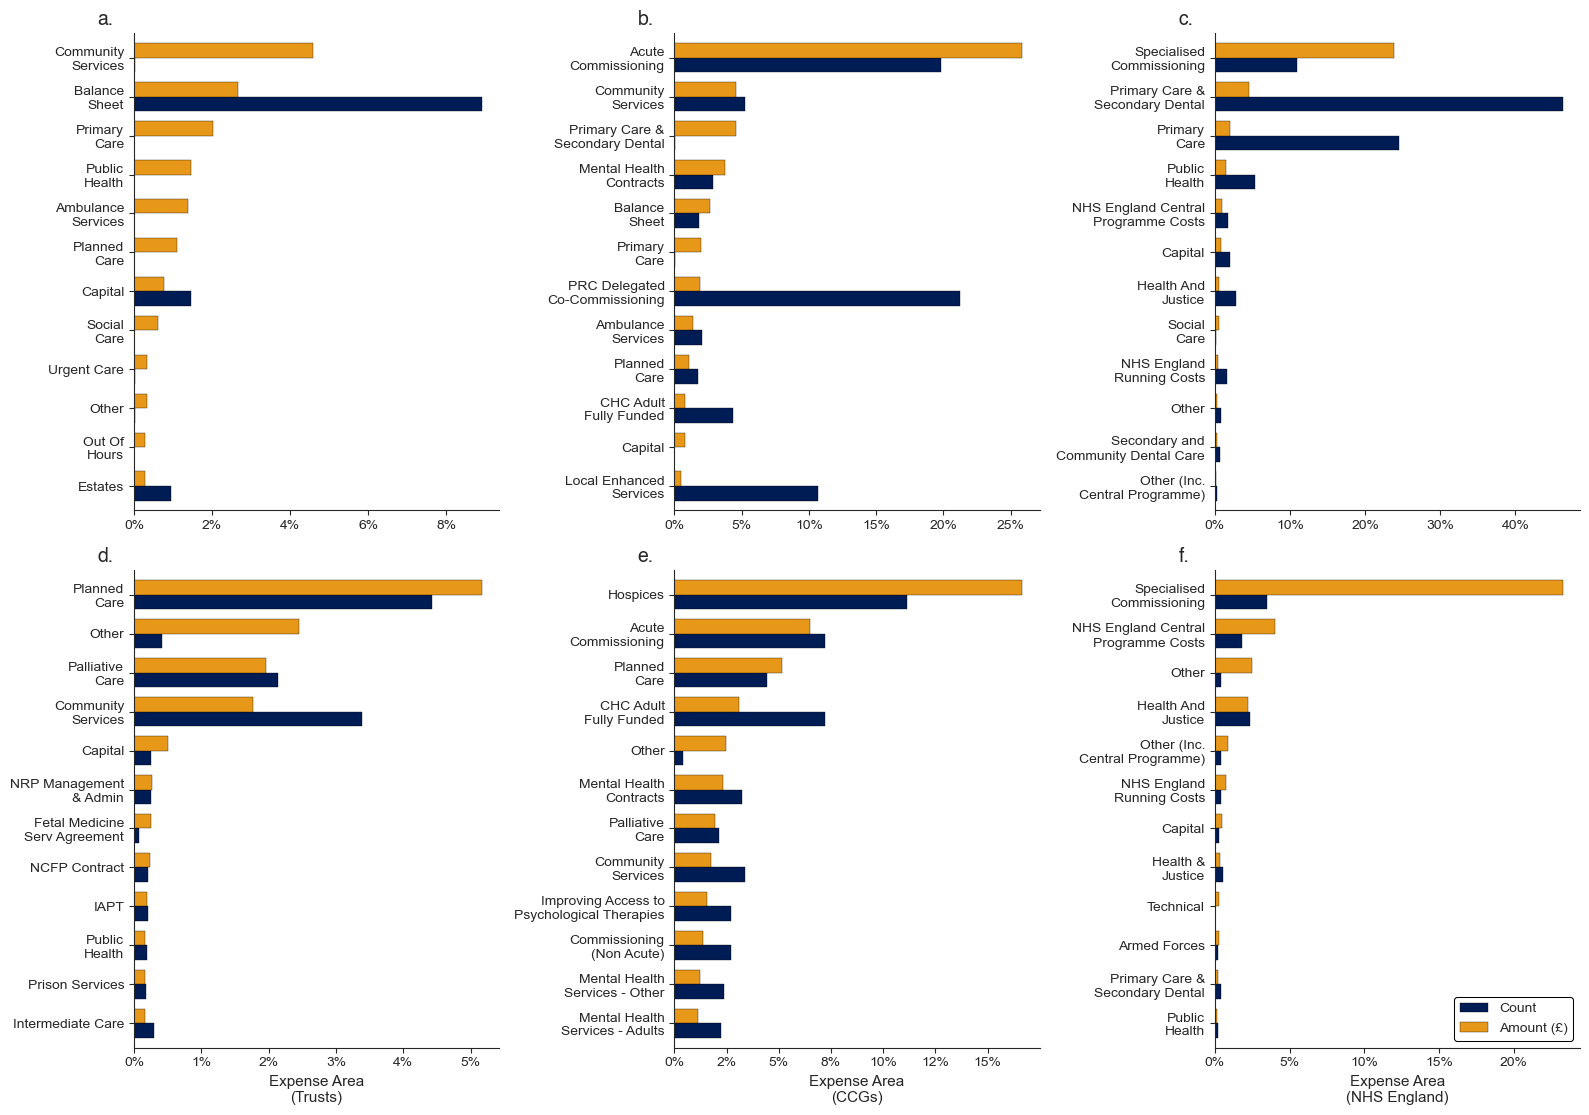 a.
Community
Services
Balance
Sheet
Primary
Care
Public
Health
Ambulance
Services
Planned
Care
Capital
Social
Care
Urgent Care
Other
Out Of
Hours
Estates
0% 2% 4% 6% 8%
b.
Acute
Commissioning
Community
Services
Primary Care &
Secondary Dental
Mental Health
Contracts
Balance
Sheet
Primary
Care
PRC Delegated
Co-Commissioning
Ambulance
Services
Planned
Care
CHC Adult
Fully Funded
Capital
Local Enhanced
Services
0% 5% 10% 15% 20% 25%
c.
Specialised
Commissioning
Primary Care &
Secondary Dental
Primary
Care
Public
Health
NHS England Central
Programme Costs
Capital
Health And
Justice
Social
Care
NHS England
Running Costs
Other
Secondary and
Community Dental Care
Other (Inc.
Central Programme)
0% 10% 20% 30% 40%
d.
Planned
Care
Other
Palliative
Care
Community
Services
Capital
NRP Management
& Admin
Fetal Medicine
Serv Agreement
NCFP Contract
IAPT
Public
Health
Prison Services
Intermediate Care
0% 1% 2% 3% 4% 5%
Expense Area
(Trusts)
e.
Hospices
Acute
Commissioning
Planned
Care
CHC Adult
Fully Funded
Other
Mental Health
Contracts
Palliative
Care
Community
Services
Improving Access to
Psychological Therapies
Commissioning
(Non Acute)
Mental Health
Services - Other
Mental Health
Services - Adults
0% 2% 5% 8% 10% 12% 15%
Expense Area
(CCGs)
f.
Specialised
Commissioning
NHS England Central
Programme Costs
Other
Health And
Justice
Other (Inc.
Central Programme)
NHS England
Running Costs
Capital
Health &
Justice
Technical
Armed Forces
Primary Care &
Secondary Dental
Public
Health
0% 5% 10% 15% 20%
Expense Area
(NHS England)
Count
Amount (£)